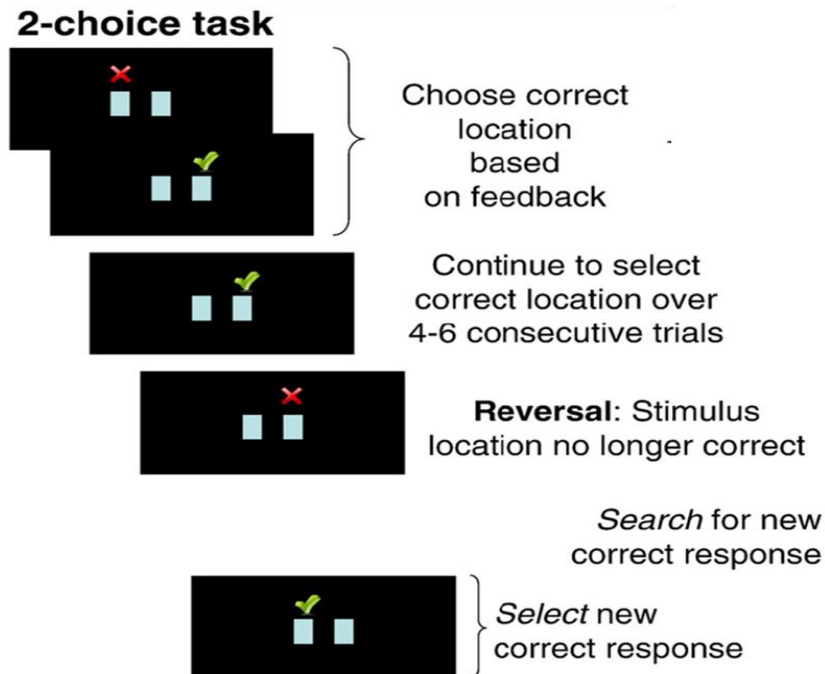 2-choice task
Choose correct
location
based
on feedback
Continue to select
correct location over
4-6 consecutive trials
Reversal: Stimulus
location no longer correct
Search for new
correct response
Select new
correct response